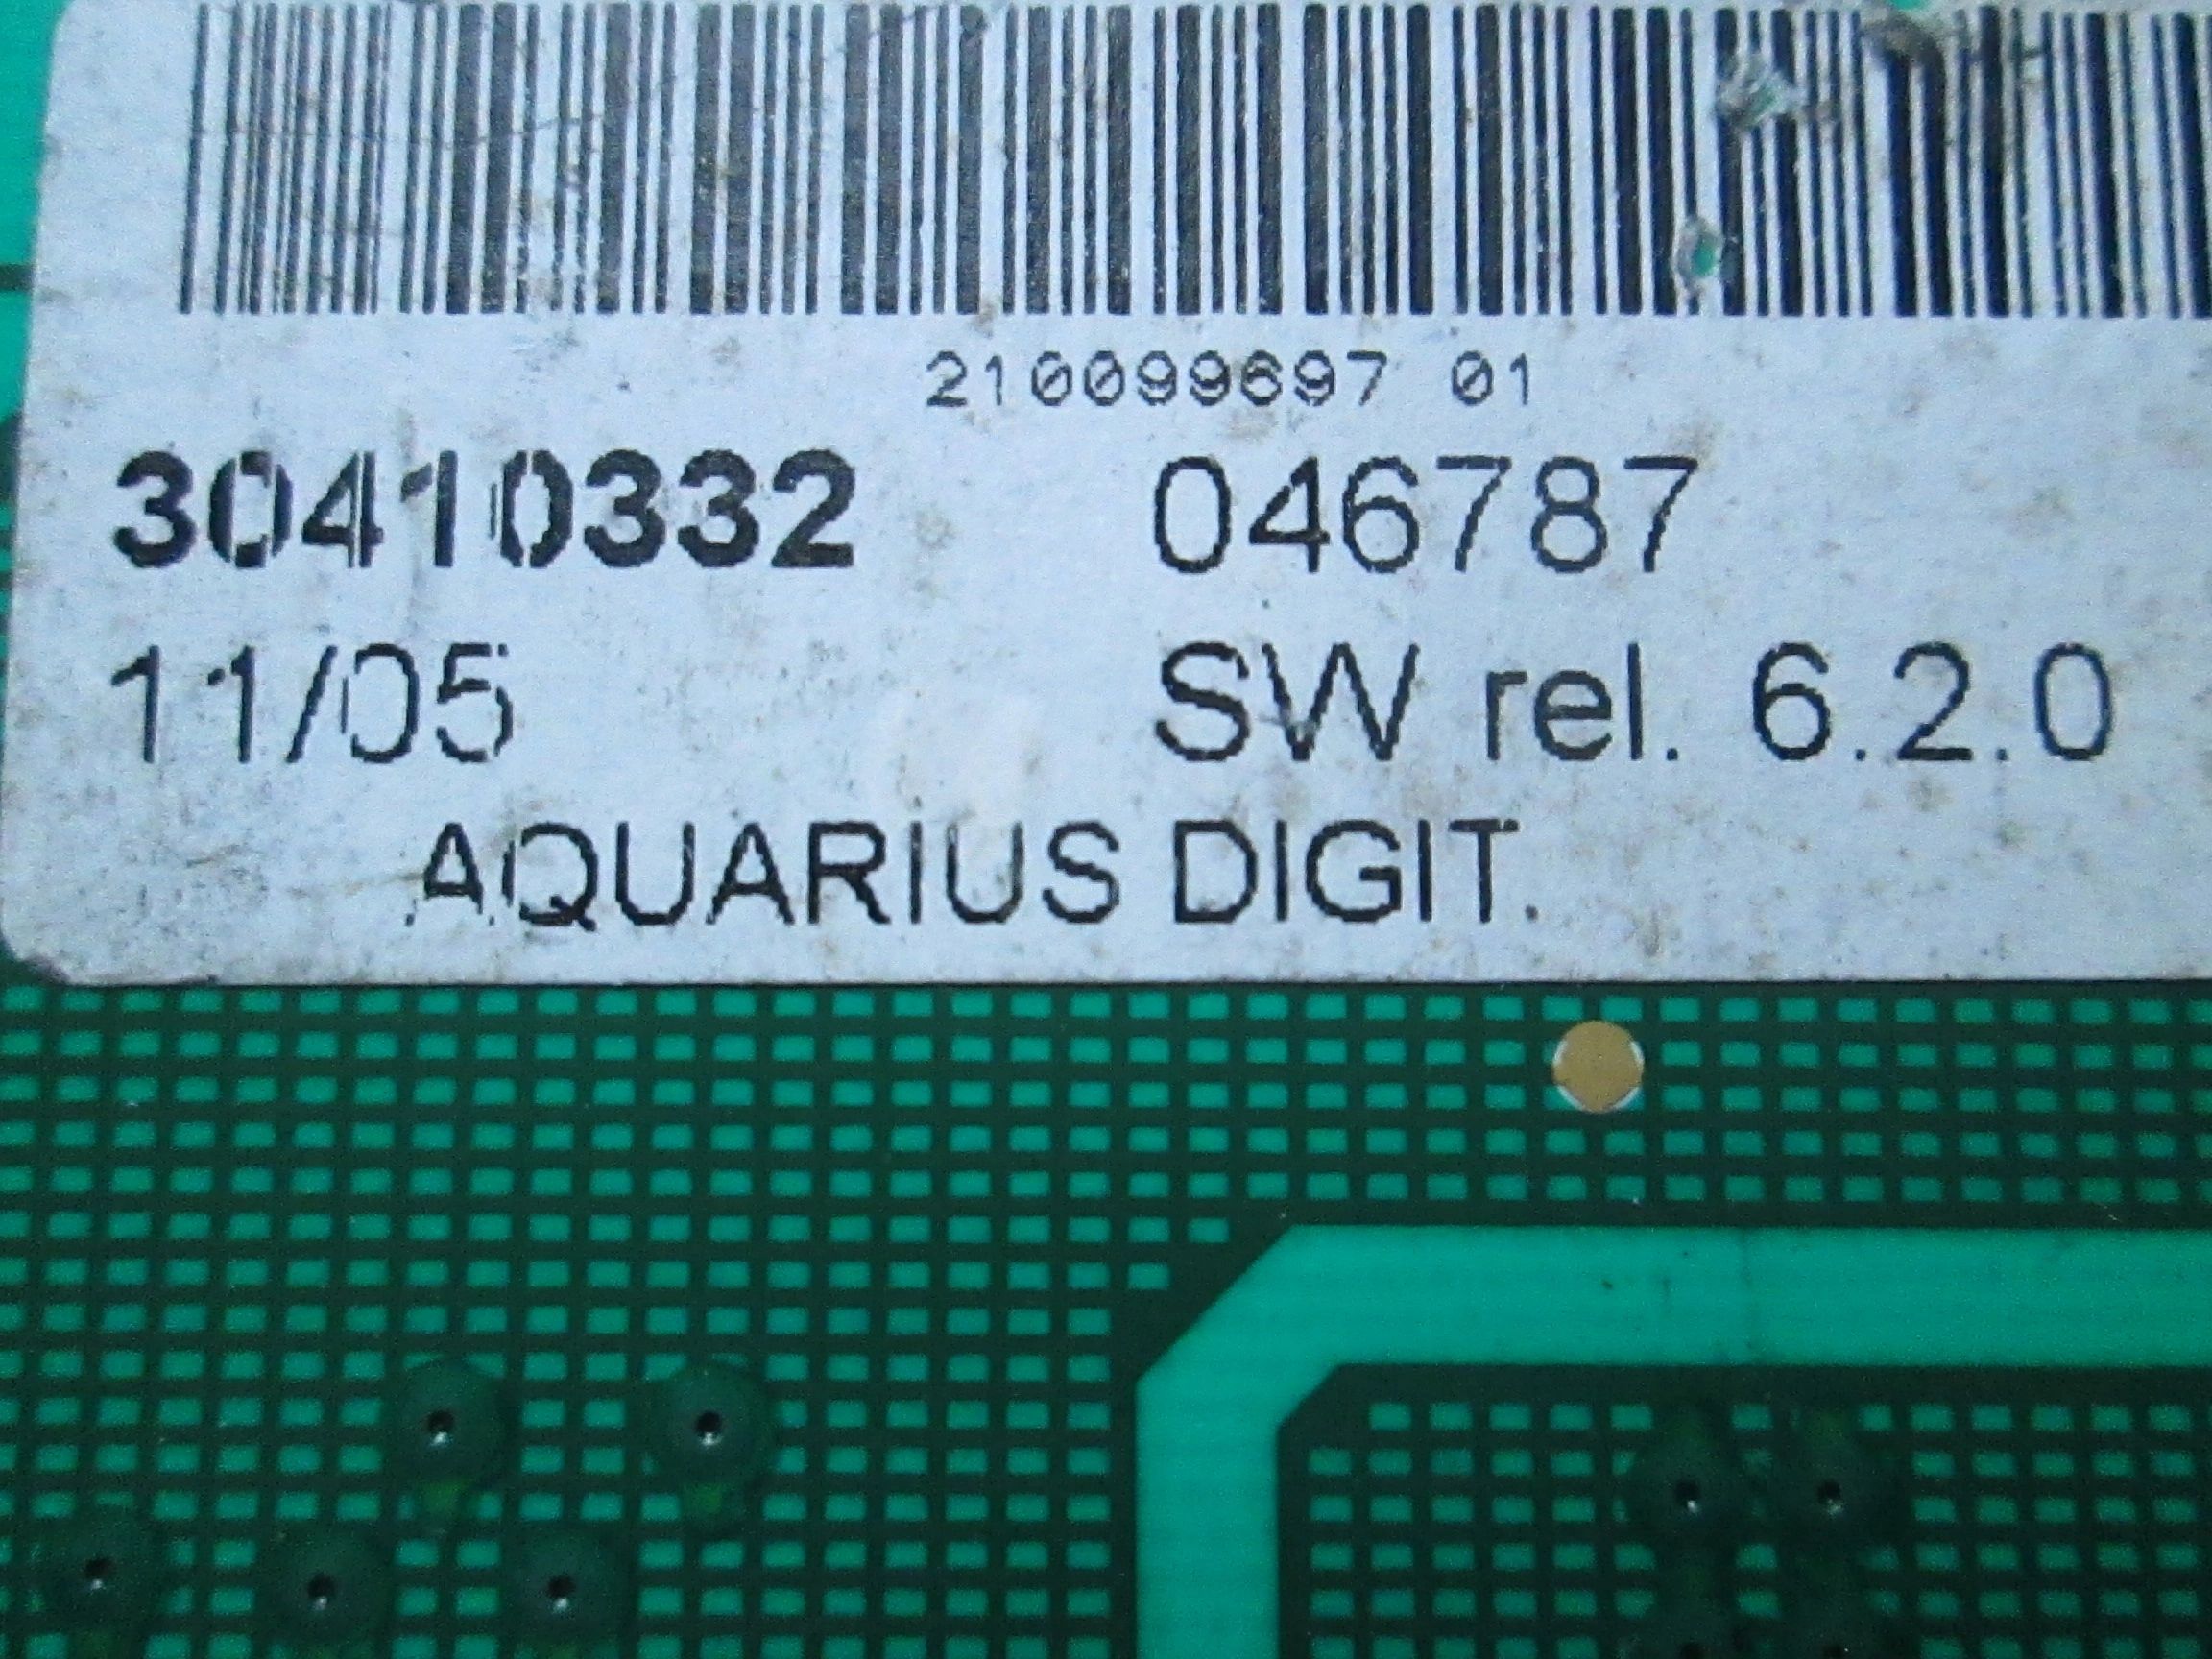 210099697 01
30410332 046787
11/05 SW rel. 6.2.0
AQUARIUS DIGIT.